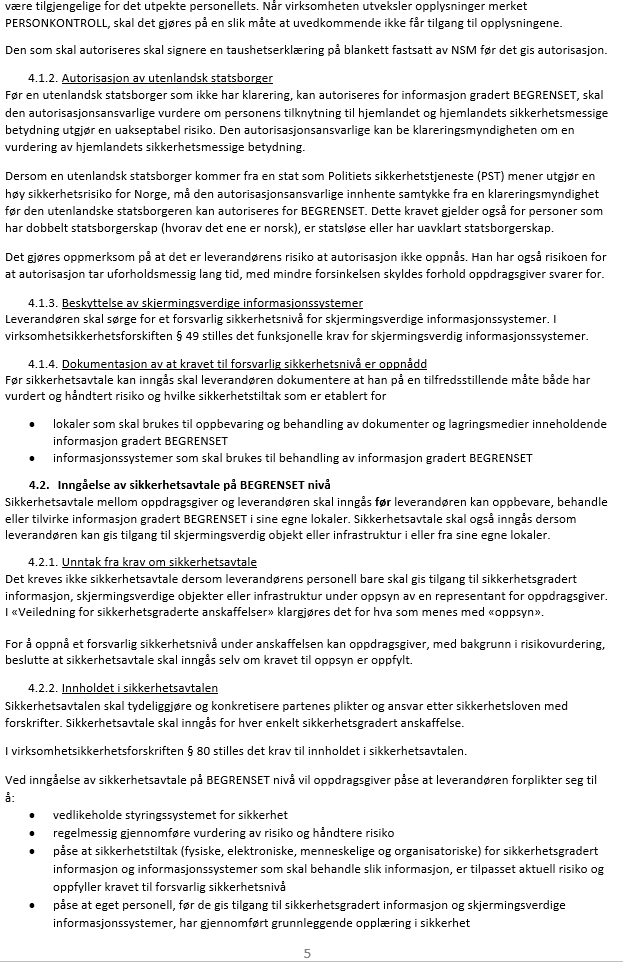 være tilgjengelige for det utpekte personellets. Når virksomheten utveksler opplysninger merket
PERSONKONTROLL, skal det gjøres på en slik måte at uvedkommende ikke får tilgang til opplysningene.
Den som skal autoriseres skal signere en taushetserklæring på blankett fastsatt av NSM før det gis autorisasjon.
4.1.2. Autorisasjon av utenlandsk statsborger
Før en utenlandsk statsborger som ikke har klarering, kan autoriseres for informasjon gradert BEGRENSET, skal
den autorisasjonsansvarlige vurdere om personens tilknytning til hjemlandet og hjemlandets sikkerhetsmessige
betydning utgjør en uakseptabel risiko. Den autorisasjonsansvarlige kan be klareringsmyndigheten om en
vurdering av hjemlandets sikkerhetsmessige betydning.
Dersom en utenlandsk statsborger kommer fra en stat som Politiets sikkerhetstjeneste (PST) mener utgjør en
høy sikkerhetsrisiko for Norge, må den autorisasjonsansvarlige innhente samtykke fra en klareringsmyndighet
før den utenlandske statsborgeren kan autoriseres for BEGRENSET. Dette kravet gjelder også for personer som
har dobbelt statsborgerskap (hvorav det ene er norsk), er statsløse eller har uavklart statsborgerskap.
Det gjøres oppmerksom på at det er leverandørens risiko at autorisasjon ikke oppnås. Han har også risikoen for
at autorisasjon tar uforholdsmessig lang tid, med mindre forsinkelsen skyldes forhold oppdragsgiver svarer for.
4.1.3. Beskyttelse av skjermingsverdige informasjonssystemer
Leverandøren skal sørge for et forsvarlig sikkerhetsnivå for skjermingsverdige informasjonssystemer. I
virksomhetsikkerhetsforskiften § 49 stilles det funksjonelle krav for skjermingsverdig informasjonssystemer.
4.1.4. Dokumentasjon av at kravet til forsvarlig sikkerhetsnivå er oppnådd
Før sikkerhetsavtale kan inngås skal leverandøren dokumentere at han på en tilfredsstillende måte både har
vurdert og håndtert risiko og hvilke sikkerhetstiltak som er etablert for
• lokaler som skal brukes til oppbevaring og behandling av dokumenter og lagringsmedier inneholdende
informasjon gradert BEGRENSET
• informasjonssystemer som skal brukes til behandling av informasjon gradert BEGRENSET
4.2. Inngåelse av sikkerhetsavtale på BEGRENSET nivå
Sikkerhetsavtale mellom oppdragsgiver og leverandøren skal inngås før leverandøren kan oppbevare, behandle
eller tilvirke informasjon gradert BEGRENSET i sine egne lokaler. Sikkerhetsavtale skal også inngås dersom
leverandøren kan gis tilgang til skjermingsverdig objekt eller infrastruktur i eller fra sine egne lokaler.
4.2.1. Unntak fra krav om sikkerhetsavtale
Det kreves ikke sikkerhetsavtale dersom leverandørens personell bare skal gis tilgang til sikkerhetsgradert
informasjon, skjermingsverdige objekter eller infrastruktur under oppsyn av en representant for oppdragsgiver.
I «Veiledning for sikkerhetsgraderte anskaffelser» klargjøres det for hva som menes med «oppsyn».
For å oppnå et forsvarlig sikkerhetsnivå under anskaffelsen kan oppdragsgiver, med bakgrunn i risikovurdering,
beslutte at sikkerhetsavtale skal inngås selv om kravet til oppsyn er oppfylt.
4.2.2. Innholdet i sikkerhetsavtalen
Sikkerhetsavtalen skal tydeliggjøre og konkretisere partenes plikter og ansvar etter sikkerhetsloven med
forskrifter. Sikkerhetsavtale skal inngås for hver enkelt sikkerhetsgradert anskaffelse.
I virksomhetsikkerhetsforskriften § 80 stilles det krav til innholdet i sikkerhetsavtalen.
Ved inngåelse av sikkerhetsavtale på BEGRENSET nivå vil oppdragsgiver påse at leverandøren forplikter seg til
å:
• vedlikeholde styringssystemet for sikkerhet
• regelmessig gjennomføre vurdering av risiko og håndtere risiko
• påse at sikkerhetstiltak (fysiske, elektroniske, menneskelige og organisatoriske) for sikkerhetsgradert
informasjon og informasjonssystemer som skal behandle slik informasjon, er tilpasset aktuell risiko og
oppfyller kravet til forsvarlig sikkerhetsnivå
• påse at eget personell, før de gis tilgang til sikkerhetsgradert informasjon og skjermingsverdige
informasjonssystemer, har gjennomført grunnleggende opplæring i sikkerhet
5